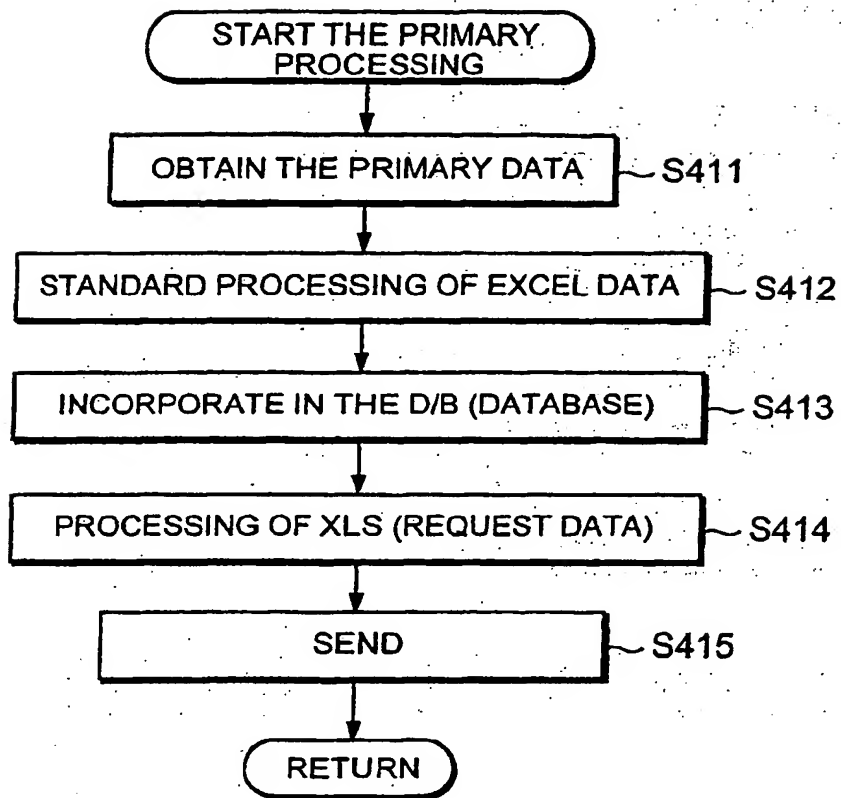 START THE PRIMARY
PROCESSING
OBTAIN THE PRIMARY DATA
S411
STANDARD PROCESSING OF EXCEL DATA
S412
INCORPORATE IN THE D/B (DATABASE)
S413
PROCESSING OF XLS (REQUEST DATA)
S414
SEND
S415
RETURN